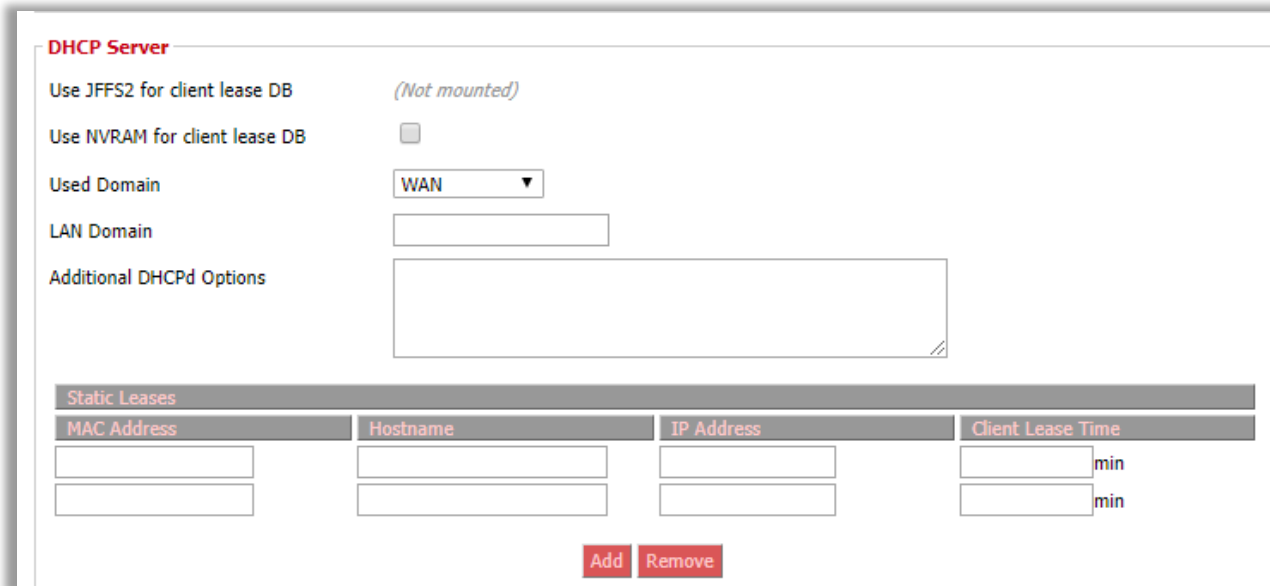 DHCP Server
Use JFFS2 for client lease DB (Not mounted)
Use NVRAM for client lease DB
Used Domain WAN
LAN Domain
Additional DHCPd Options
Static Leases
MAC Address Hostname IP Address Client Lease Time
min
min
Add Remove